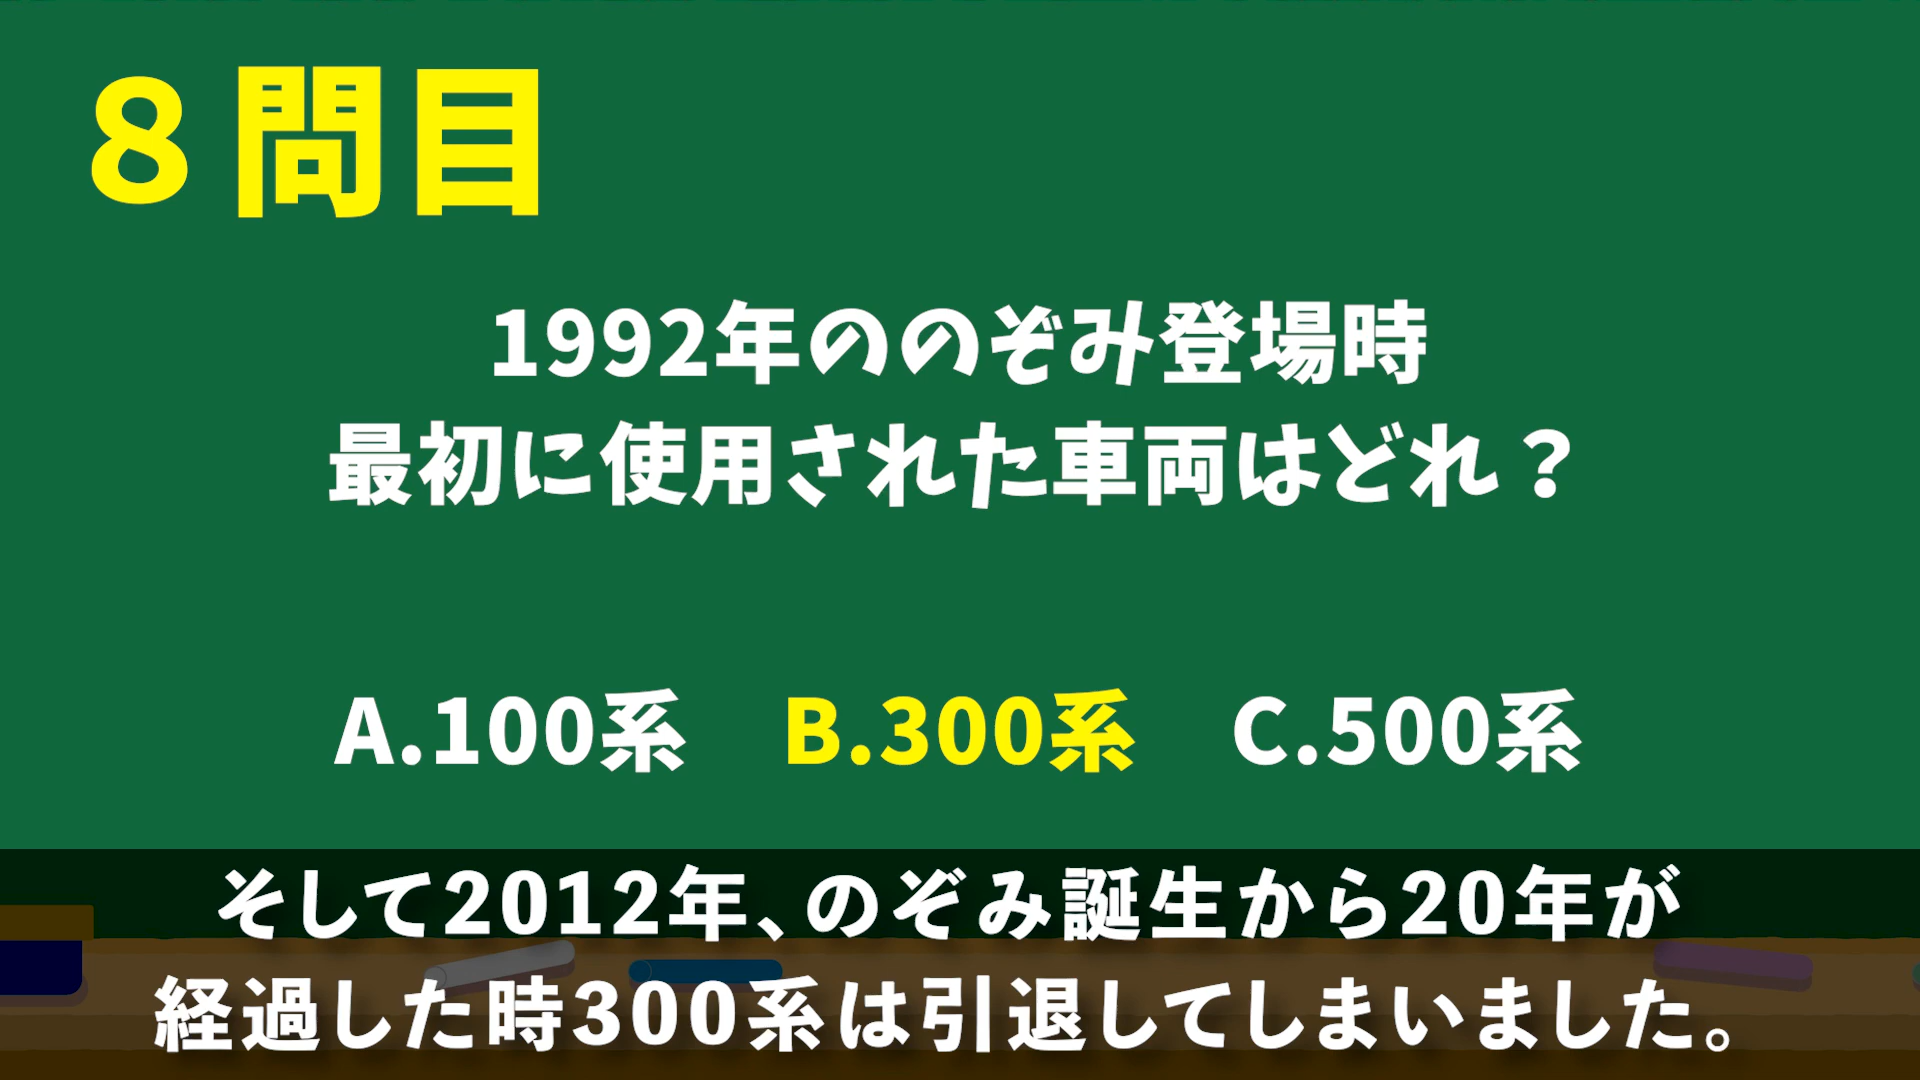 ８問目
1992年ののぞみ登場時
最初に使用された車両はどれ？
A.100系　B.300系　C.500系
そして2012年、のぞみ誕生から20年が
経過した時300系は引退してしまいました。